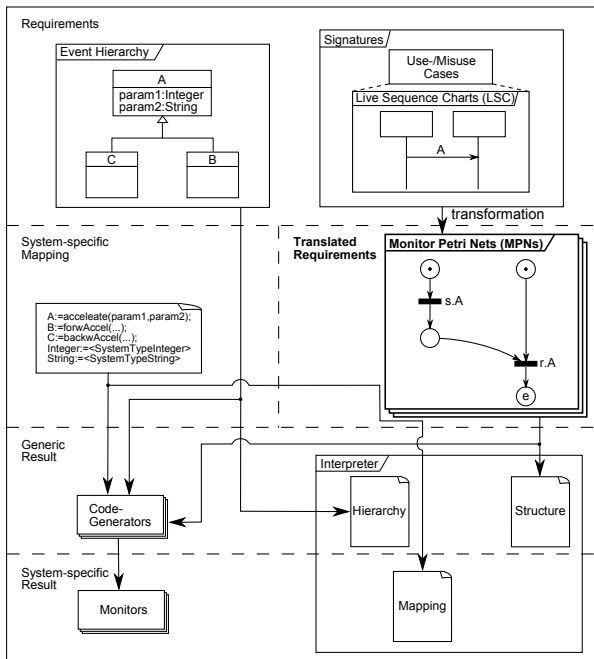 Requirements
Event Hierarchy
A
param1:Integer
param2:String
C
B
Signatures
Use-/Misuse
Cases
Live Sequence Charts (LSC)
A
transformation
System-specific
Mapping
A:=acceleate(param1,param2);
B:=forwAccel(...);
C:=backwAccel(...);
Integer:=<SystemTypeInteger>
String:=<SystemTypeString>
Translated
Requirements
Monitor Petri Nets (MPNs)
s.A
r.A
e
Generic
Result
Code-
Generators
Interpreter
Hierarchy
Structure
System-specific
Result
Monitors
Mapping